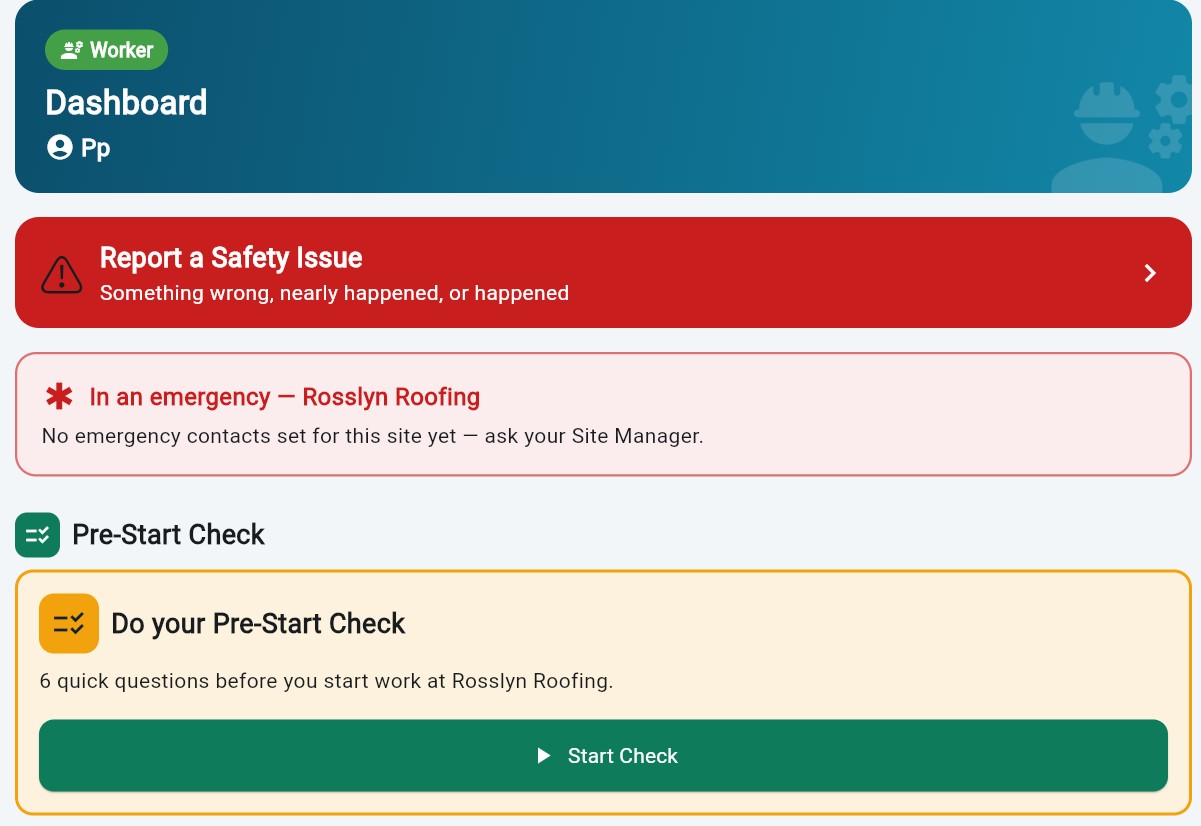 Worker
Dashboard
Pp
Report a Safety Issue
Something wrong, nearly happened, or happened
In an emergency — Rosslyn Roofing
No emergency contacts set for this site yet — ask your Site Manager.
Pre-Start Check
Do your Pre-Start Check
6 quick questions before you start work at Rosslyn Roofing.
Start Check